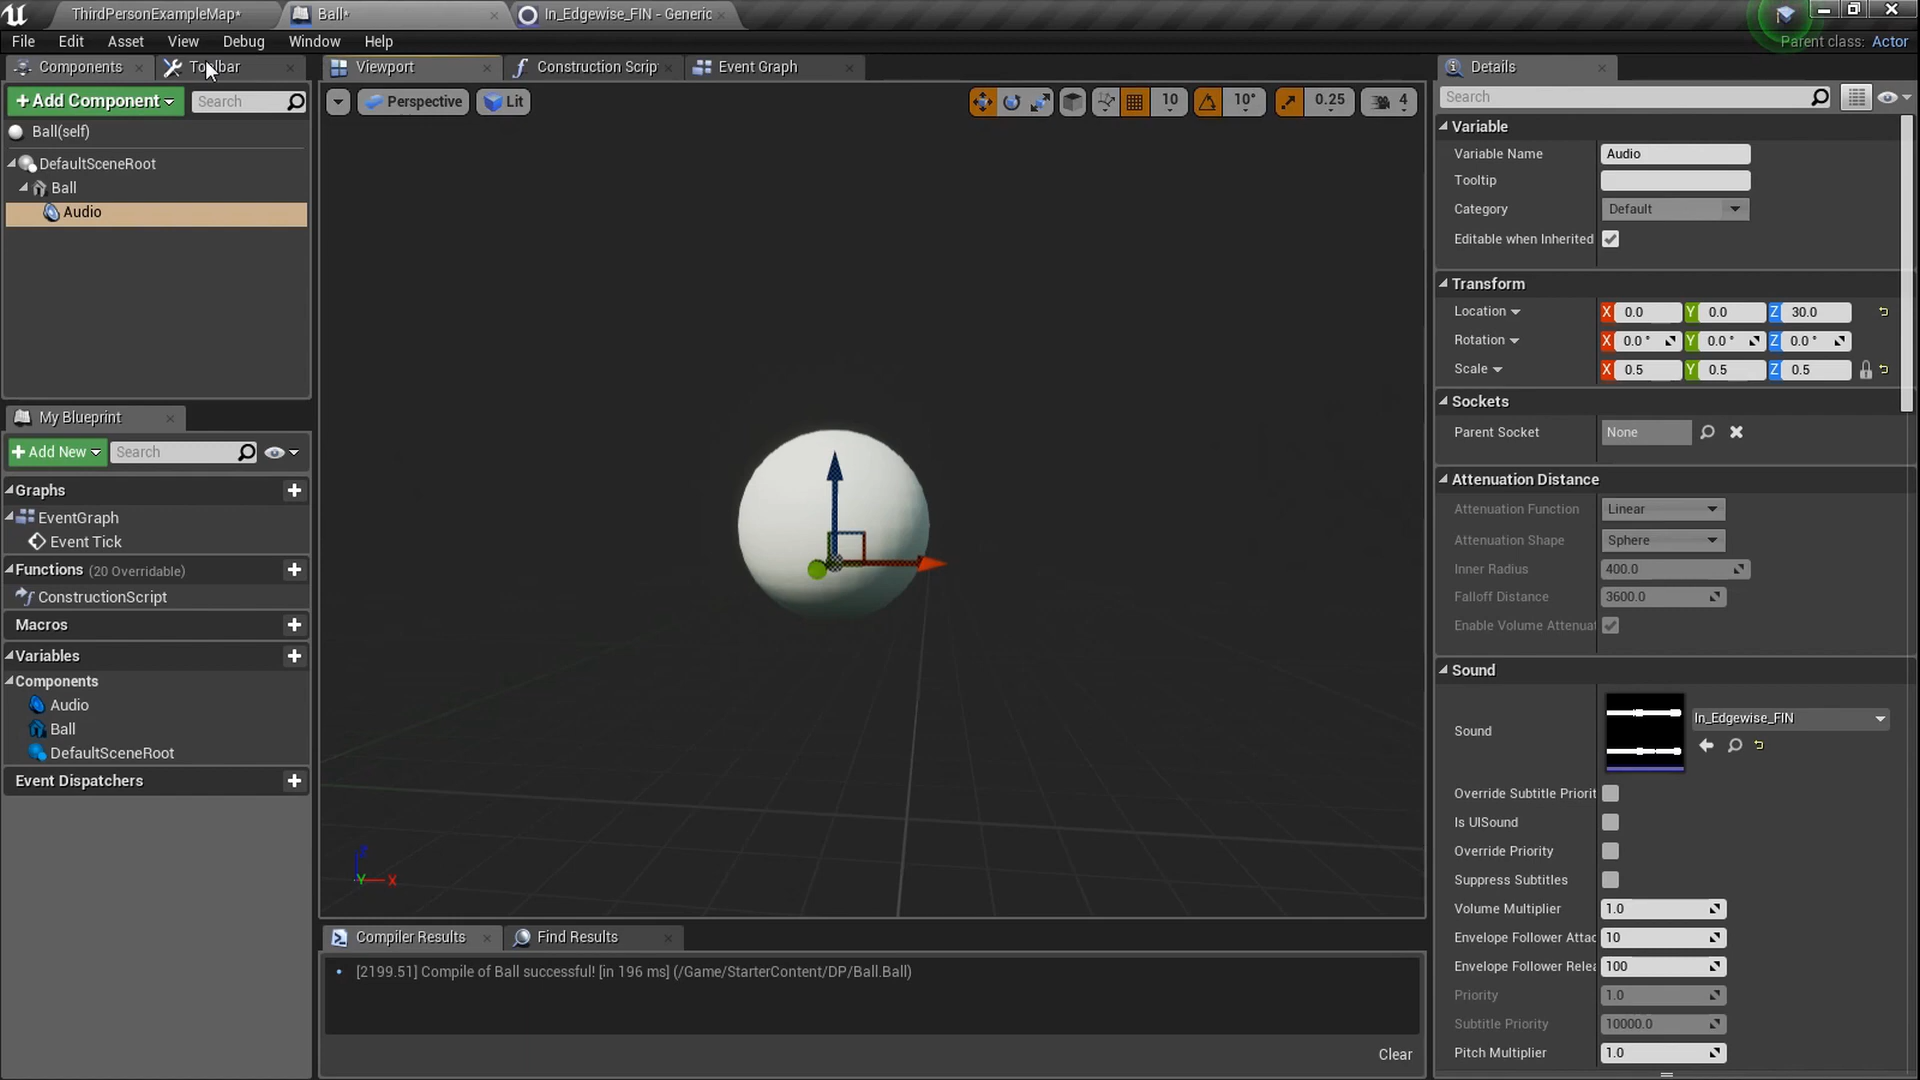 ThirdPersonExampleMap*
Ball*
In_Edgewise_FIN - Generic
File Edit Asset View Debug Window Help
Parent class: Actor
Components
Toolbar
Viewport
Construction Scrip
Event Graph
Details
+Add Component
Search
Perspective
Lit
10
10°
0.25
4
Search
Ball(self)
DefaultSceneRoot
Ball
Audio
Variable
Variable Name Audio
Tooltip
Category Default
Editable when Inherited
Transform
Location X 0.0 Y 0.0 Z 30.0
Rotation X 0.0 ° Y 0.0 ° Z 0.0 °
Scale X 0.5 Y 0.5 Z 0.5
Sockets
Parent Socket None
Attenuation Distance
Attenuation Function Linear
Attenuation Shape Sphere
Inner Radius 400.0
Falloff Distance 3600.0
Enable Volume Attenuat
Sound
Sound In_Edgewise_FIN
Override Subtitle Priorit
Is UISound
Override Priority
Suppress Subtitles
Volume Multiplier 1.0
Envelope Follower Attac 10
Envelope Follower Relea 100
Priority 1.0
Subtitle Priority 10000.0
Pitch Multiplier 1.0
My Blueprint
+Add New
Search
Graphs
EventGraph
Event Tick
Functions (20 Overridable)
ConstructionScript
Macros
Variables
Components
Audio
Ball
DefaultSceneRoot
Event Dispatchers
Z
Y
X
Compiler Results
Find Results
• [2199.51] Compile of Ball successful! [in 196 ms] (/Game/StarterContent/DP/Ball.Ball)
Clear